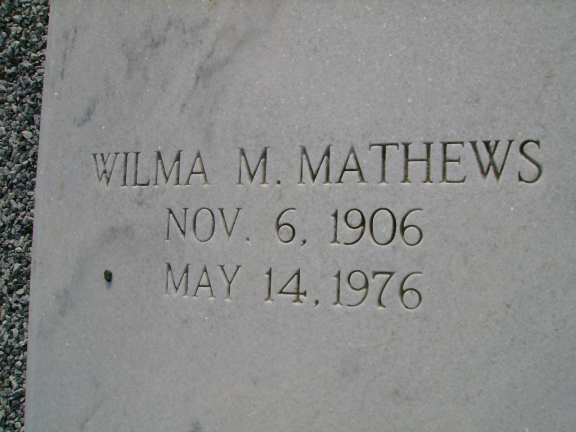 WILMA M. MATHEWS
NOV. 6, 1906
MAY 14, 1976